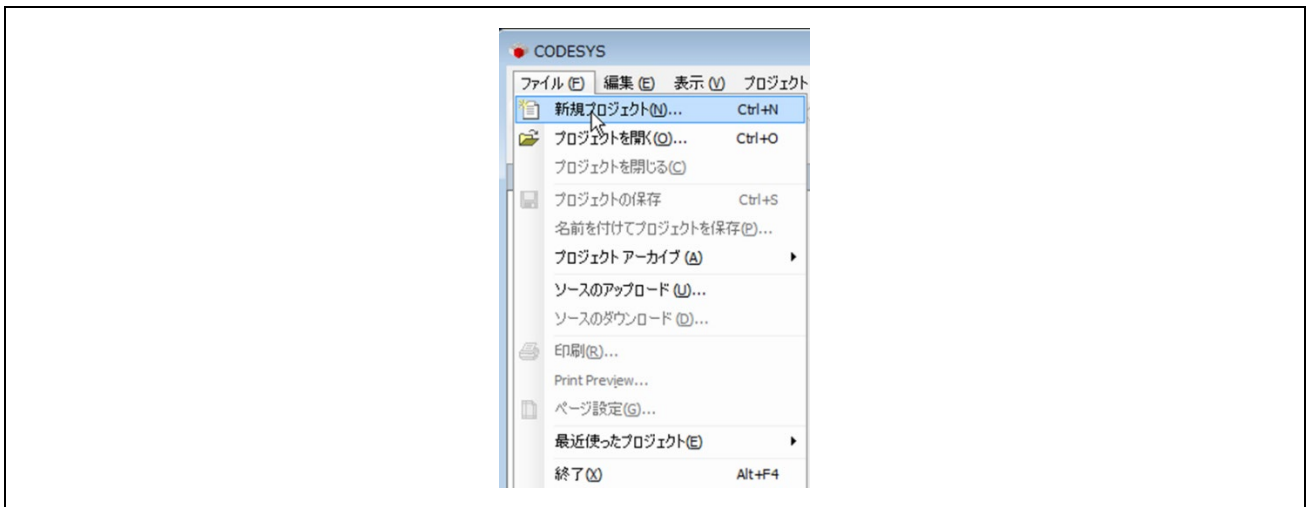 CODESYS
ファイル(F) 編集(E) 表示(V) プロジェクト
新規プロジェクト(N)... Ctrl+N
プロジェクトを開く(O)... Ctrl+O
プロジェクトを閉じる(C)
プロジェクトの保存 Ctrl+S
名前を付けてプロジェクトを保存(P)...
プロジェクト アーカイブ (A)
ソースのアップロード (U)...
ソースのダウンロード (D)...
印刷(R)...
Print Preview...
ページ設定(G)...
最近使ったプロジェクト(E)
終了(X) Alt+F4